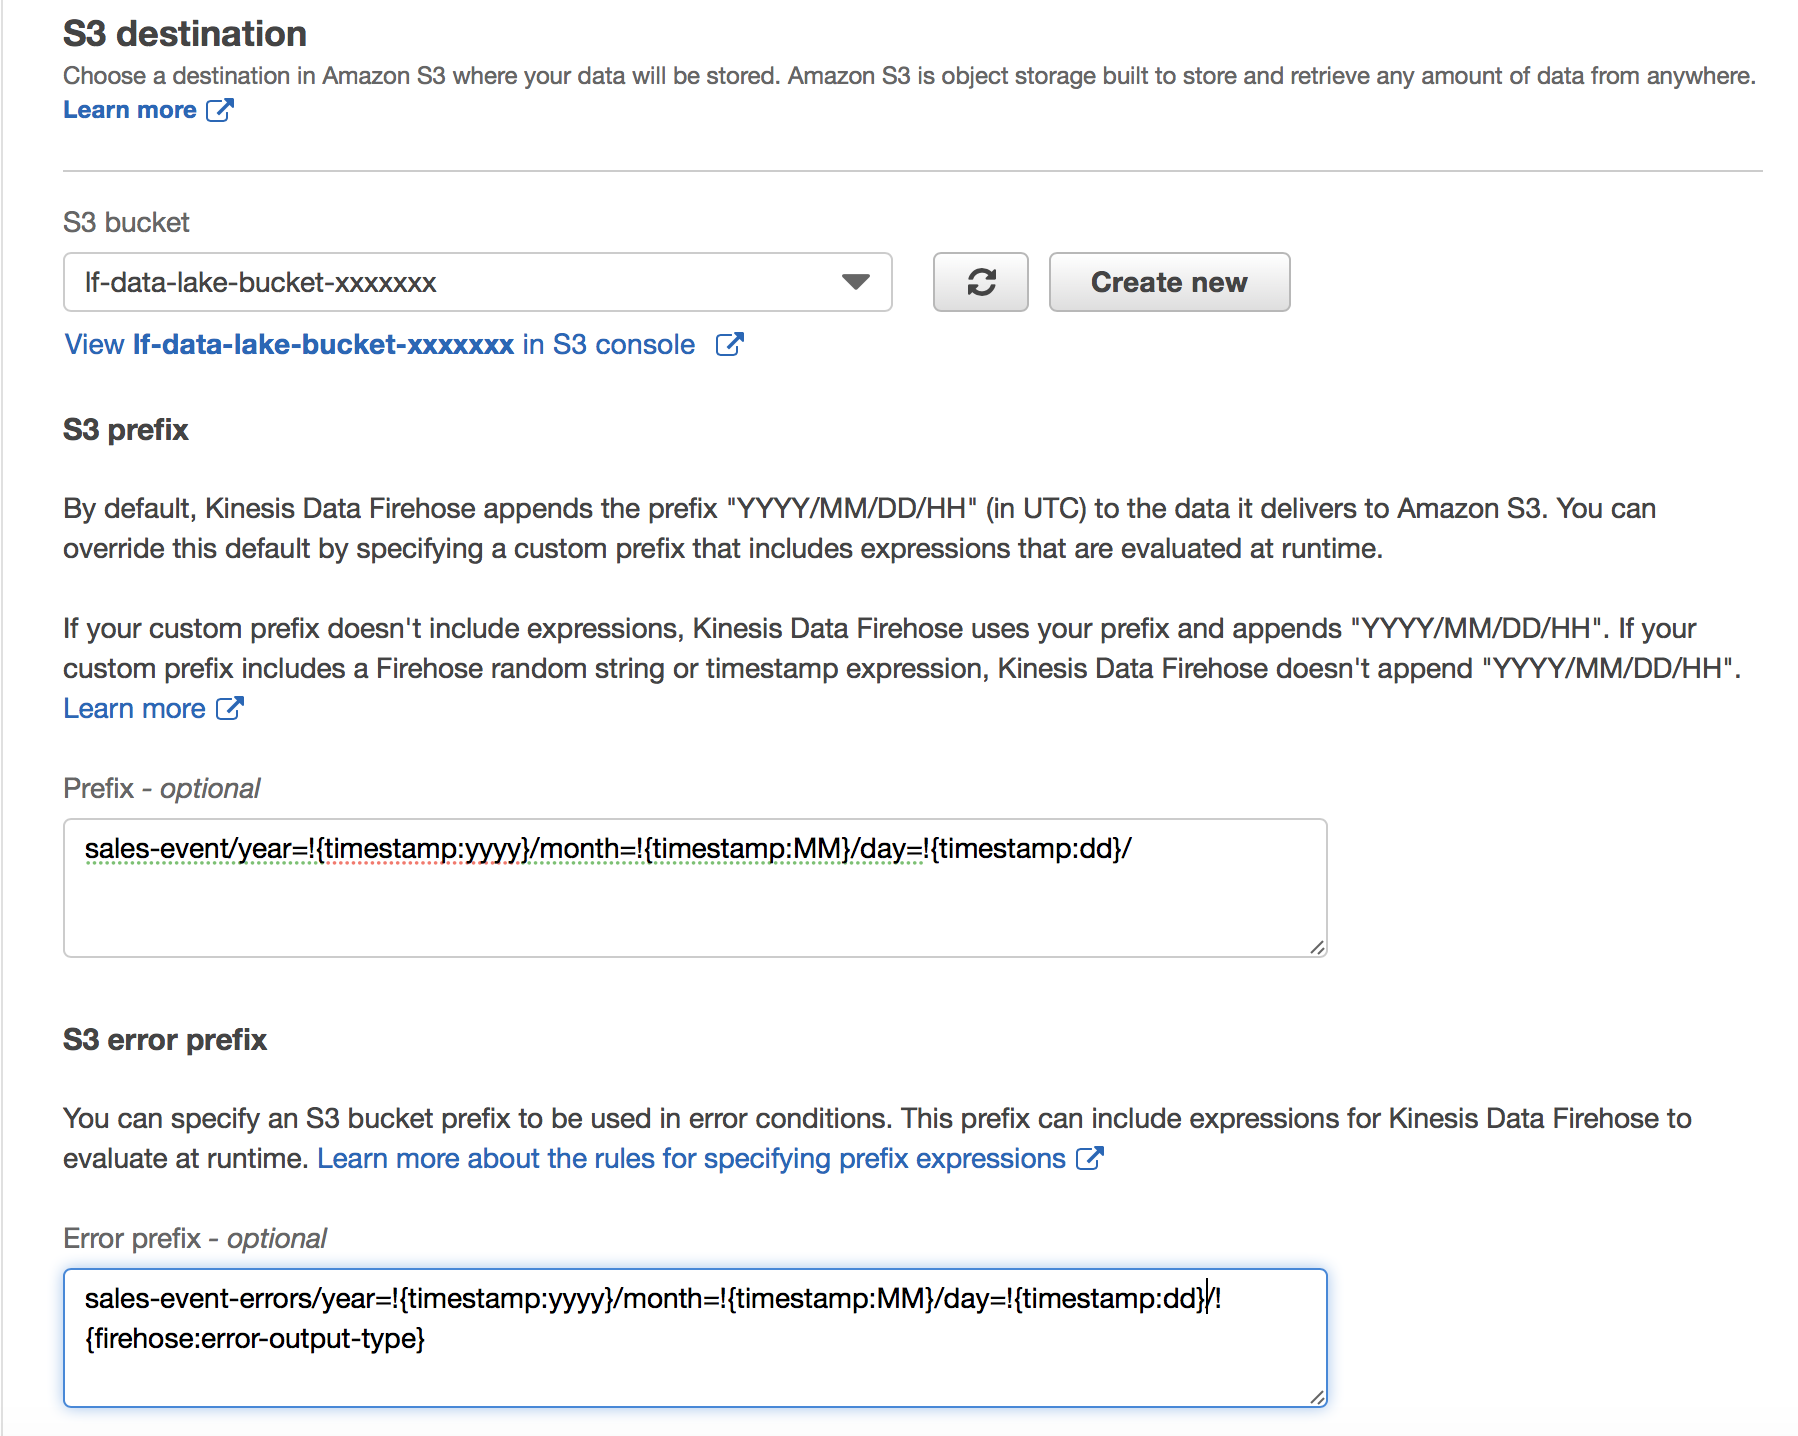 S3 destination
Choose a destination in Amazon S3 where your data will be stored. Amazon S3 is object storage built to store and retrieve any amount of data from anywhere.
Learn more
S3 bucket
lf-data-lake-bucket-xxxxxxx
Create new
View lf-data-lake-bucket-xxxxxxx in S3 console
S3 prefix
By default, Kinesis Data Firehose appends the prefix "YYYY/MM/DD/HH" (in UTC) to the data it delivers to Amazon S3. You can
override this default by specifying a custom prefix that includes expressions that are evaluated at runtime.
If your custom prefix doesn't include expressions, Kinesis Data Firehose uses your prefix and appends "YYYY/MM/DD/HH". If your
custom prefix includes a Firehose random string or timestamp expression, Kinesis Data Firehose doesn't append "YYYY/MM/DD/HH".
Learn more
Prefix - optional
sales-event/year=!{timestamp:yyyy}/month=!{timestamp:MM}/day=!{timestamp:dd}/
S3 error prefix
You can specify an S3 bucket prefix to be used in error conditions. This prefix can include expressions for Kinesis Data Firehose to
evaluate at runtime. Learn more about the rules for specifying prefix expressions
Error prefix - optional
sales-event-errors/year=!{timestamp:yyyy}/month=!{timestamp:MM}/day=!{timestamp:dd}/!
{firehose:error-output-type}